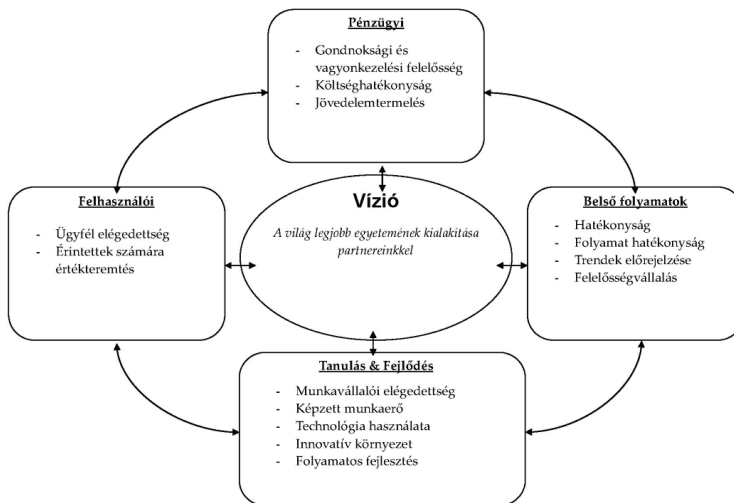 Pénzügyi
- Gondnoksági és
vagyonkezelési felelősség
- Költséghatékonyság
- Jövedelemtermelés
Felhasználói
- Ügyfél elégedettség
- Érintettek számára
értékteremtés
Vízió
A világ legjobb egyetemének kialakítása
partnereinkkel
Belső folyamatok
- Hatékonyság
- Folyamat hatékonyság
- Trendek előrejelzése
- Felelősségvállalás
Tanulás & Fejlődés
- Munkavállalói elégedettség
- Képzett munkaerő
- Technológia használata
- Innovatív környezet
- Folyamatos fejlesztés